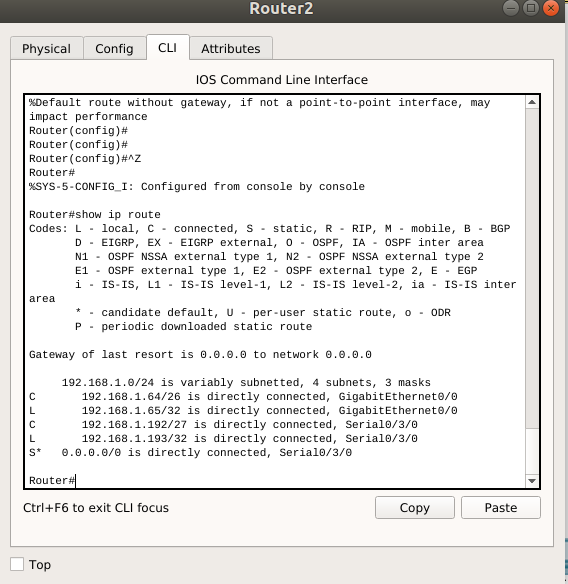 Router2
Physical Config CLI Attributes
IOS Command Line Interface
%Default route without gateway, if not a point-to-point interface, may
impact performance
Router(config)#
Router(config)#
Router(config)#^Z
Router#
%SYS-5-CONFIG_I: Configured from console by console
Router#show ip route
Codes: L - local, C - connected, S - static, R - RIP, M - mobile, B - BGP
       D - EIGRP, EX - EIGRP external, O - OSPF, IA - OSPF inter area
       N1 - OSPF NSSA external type 1, N2 - OSPF NSSA external type 2
       E1 - OSPF external type 1, E2 - OSPF external type 2, E - EGP
       i - IS-IS, L1 - IS-IS level-1, L2 - IS-IS level-2, ia - IS-IS inter
area
       * - candidate default, U - per-user static route, o - ODR
       P - periodic downloaded static route
Gateway of last resort is 0.0.0.0 to network 0.0.0.0
     192.168.1.0/24 is variably subnetted, 4 subnets, 3 masks
C       192.168.1.64/26 is directly connected, GigabitEthernet0/0
L       192.168.1.65/32 is directly connected, GigabitEthernet0/0
C       192.168.1.192/27 is directly connected, Serial0/3/0
L       192.168.1.193/32 is directly connected, Serial0/3/0
S*   0.0.0.0/0 is directly connected, Serial0/3/0
Router#
Ctrl+F6 to exit CLI focus Copy Paste
Top